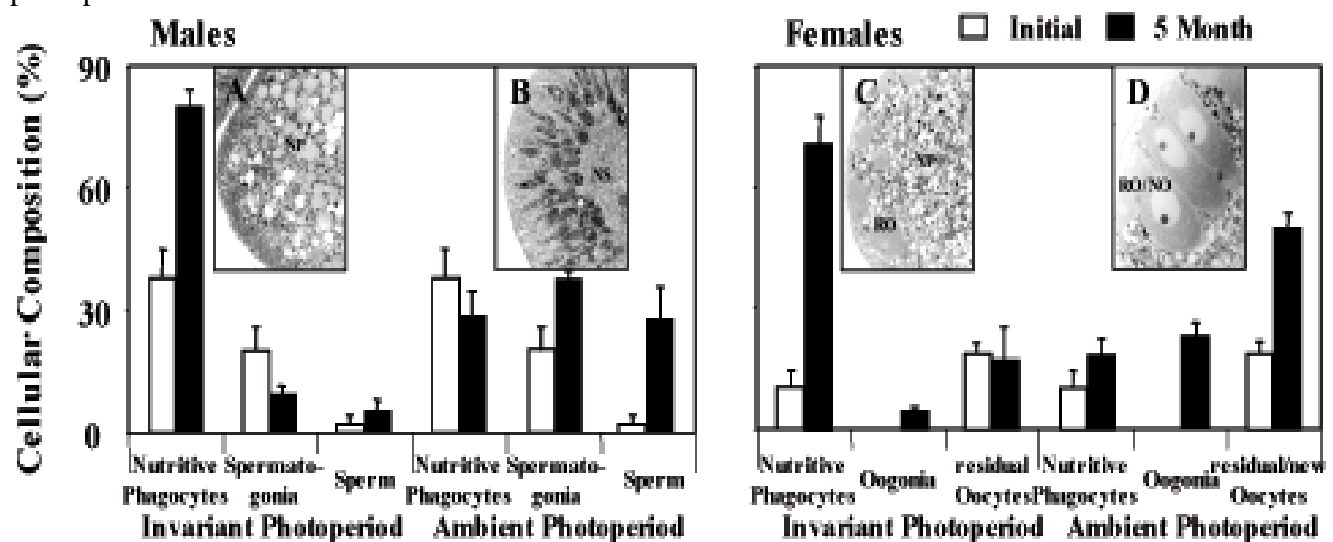 Males
Females
Initial
5 Month
Cellular Composition (%)
90
60
30
0
A
NP
B
NS
C
NP
RO
D
RO/NO
Nutritive Phagocytes
Spermato-gonia
Sperm
Nutritive Phagocytes
Spermato-gonia
Sperm
Invariant Photoperiod
Ambient Photoperiod
Nutritive Phagocytes
Oogonia
residual Oocytes
Nutritive Phagocytes
Oogonia
residual/new Oocytes
Invariant Photoperiod
Ambient Photoperiod